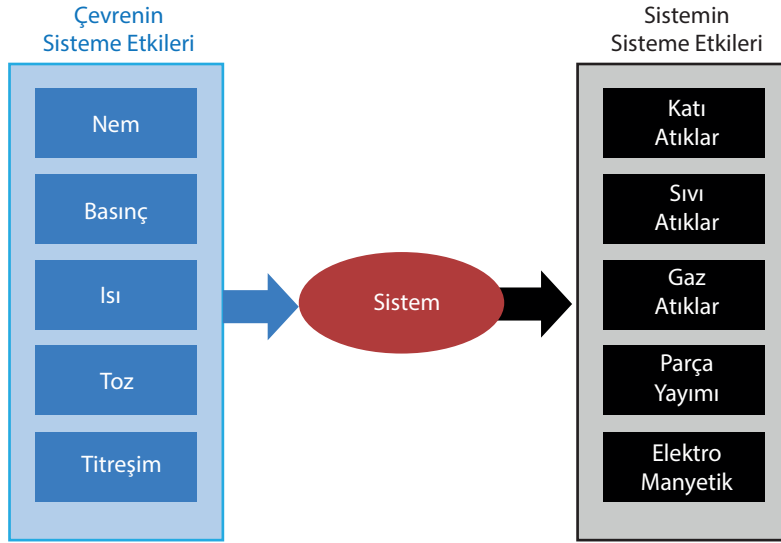 Çevrenin
Sisteme Etkileri
Nem
Basınç
Isı
Toz
Titreşim
Sistem
Sistemin
Sisteme Etkileri
Katı
Atıklar
Sıvı
Atıklar
Gaz
Atıklar
Parça
Yayımı
Elektro
Manyetik